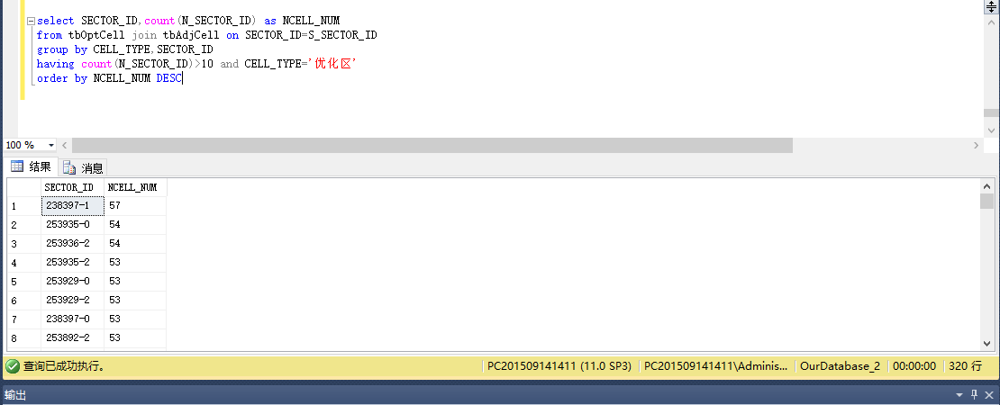 select SECTOR_ID,count(N_SECTOR_ID) as NCELL_NUM
from tbOptCell join tbAdjCell on SECTOR_ID=S_SECTOR_ID
group by CELL_TYPE,SECTOR_ID
having count(N_SECTOR_ID)>10 and CELL_TYPE='优化区'
order by NCELL_NUM DESC
100 %
结果 消息
SECTOR_ID NCELL_NUM
1 238397-1 57
2 253935-0 54
3 253936-2 54
4 253935-2 53
5 253929-0 53
6 253929-2 53
7 238397-0 53
8 253892-2 53
查询已成功执行。 PC201509141411 (11.0 SP3) PC201509141411\Adminis... OurDatabase_2 00:00:00 320 行
输出